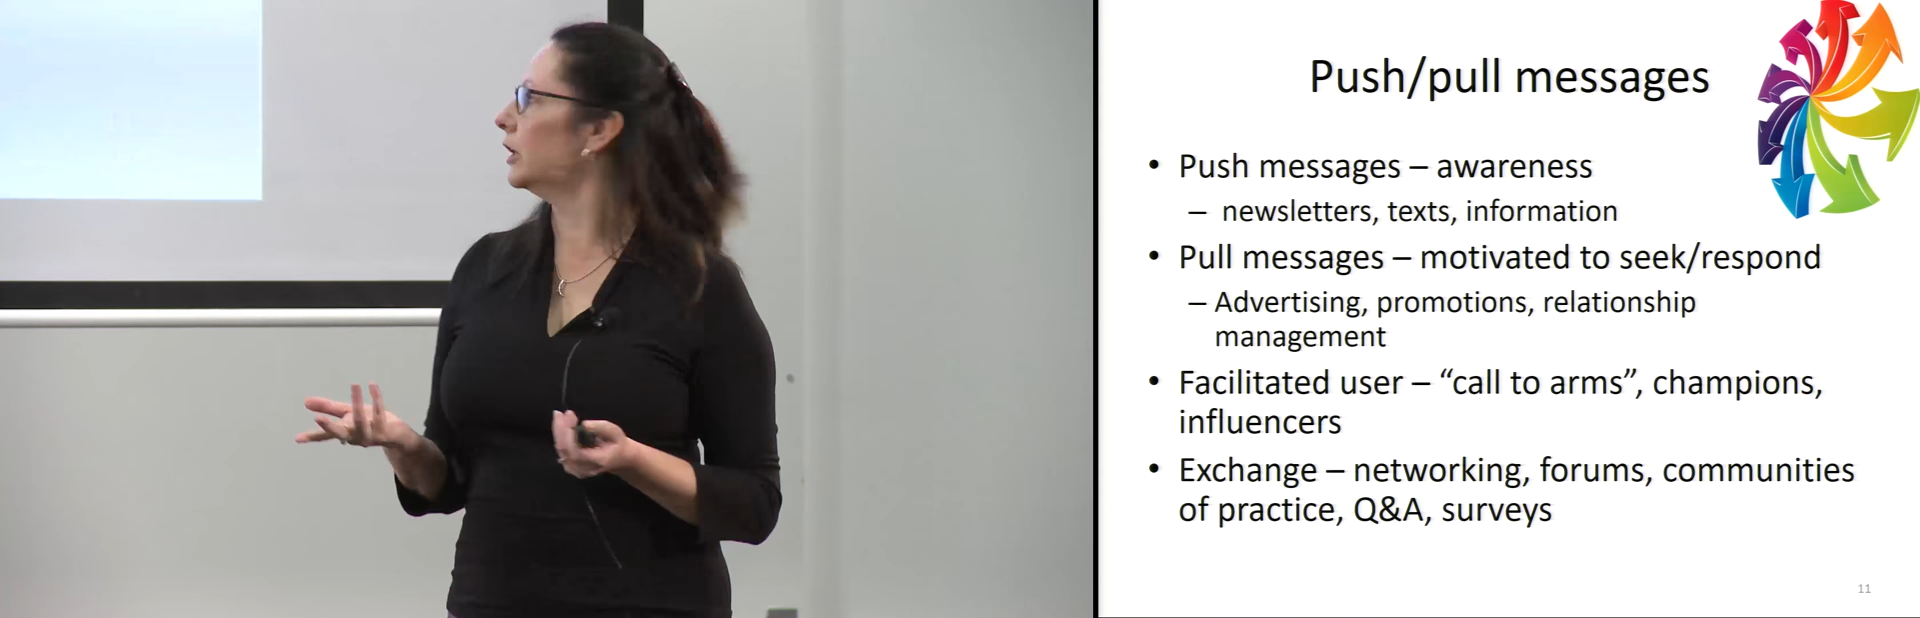 Push/pull messages
• Push messages – awareness
– newsletters, texts, information
• Pull messages – motivated to seek/respond
– Advertising, promotions, relationship
management
• Facilitated user – “call to arms”, champions,
influencers
• Exchange – networking, forums, communities
of practice, Q&A, surveys
11